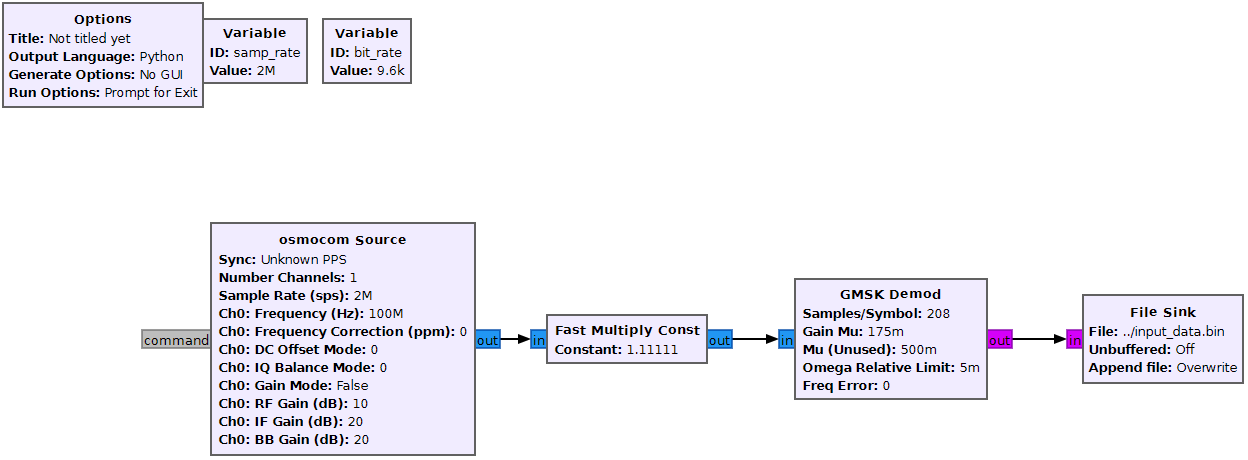 Options
Title: Not titled yet
Output Language: Python
Generate Options: No GUI
Run Options: Prompt for Exit
Variable
ID: samp_rate
Value: 2M
Variable
ID: bit_rate
Value: 9.6k
command
osmocom Source
Sync: Unknown PPS
Number Channels: 1
Sample Rate (sps): 2M
Ch0: Frequency (Hz): 100M
Ch0: Frequency Correction (ppm): 0
Ch0: DC Offset Mode: 0
Ch0: IQ Balance Mode: 0
Ch0: Gain Mode: False
Ch0: RF Gain (dB): 10
Ch0: IF Gain (dB): 20
Ch0: BB Gain (dB): 20
out
in
Fast Multiply Const
Constant: 1.11111
out
in
GMSK Demod
Samples/Symbol: 208
Gain Mu: 175m
Mu (Unused): 500m
Omega Relative Limit: 5m
Freq Error: 0
out
in
File Sink
File: ../input_data.bin
Unbuffered: Off
Append file: Overwrite